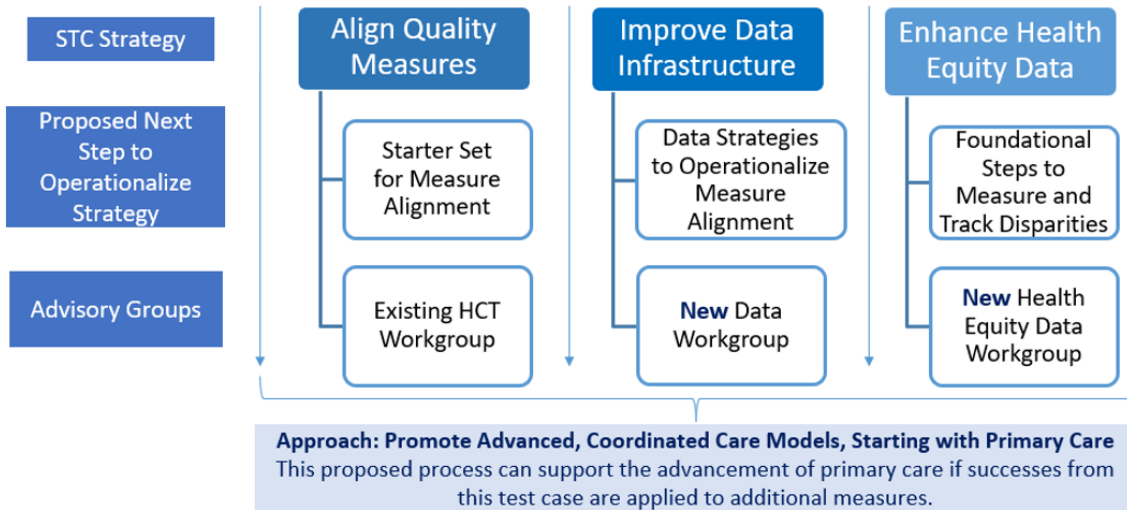 STC Strategy
Align Quality
Measures
Improve Data
Infrastructure
Enhance Health
Equity Data
Proposed Next
Step to
Operationalize
Strategy
Starter Set
for Measure
Alignment
Data Strategies
to Operationalize
Measure
Alignment
Foundational
Steps to
Measure and
Track Disparities
Advisory Groups
Existing HCT
Workgroup
New Data
Workgroup
New Health
Equity Data
Workgroup
Approach: Promote Advanced, Coordinated Care Models, Starting with Primary Care
This proposed process can support the advancement of primary care if successes from
this test case are applied to additional measures.